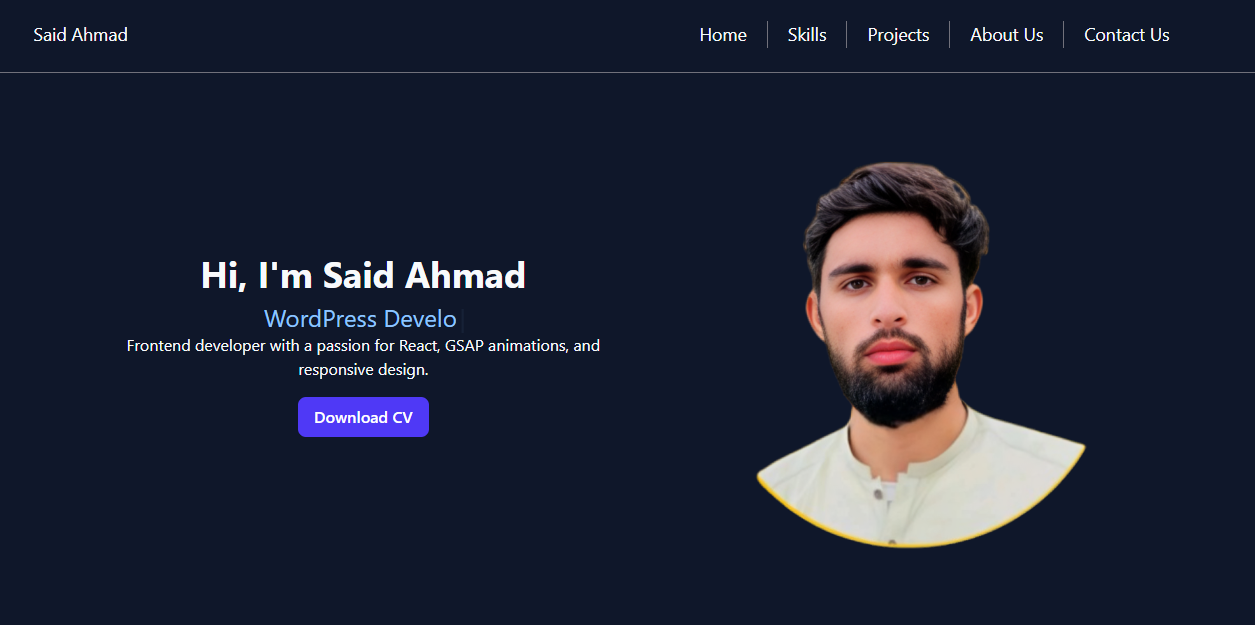 Said Ahmad
Home
Skills
Projects
About Us
Contact Us
Hi, I'm Said Ahmad
WordPress Develo
Frontend developer with a passion for React, GSAP animations, and
responsive design.
Download CV